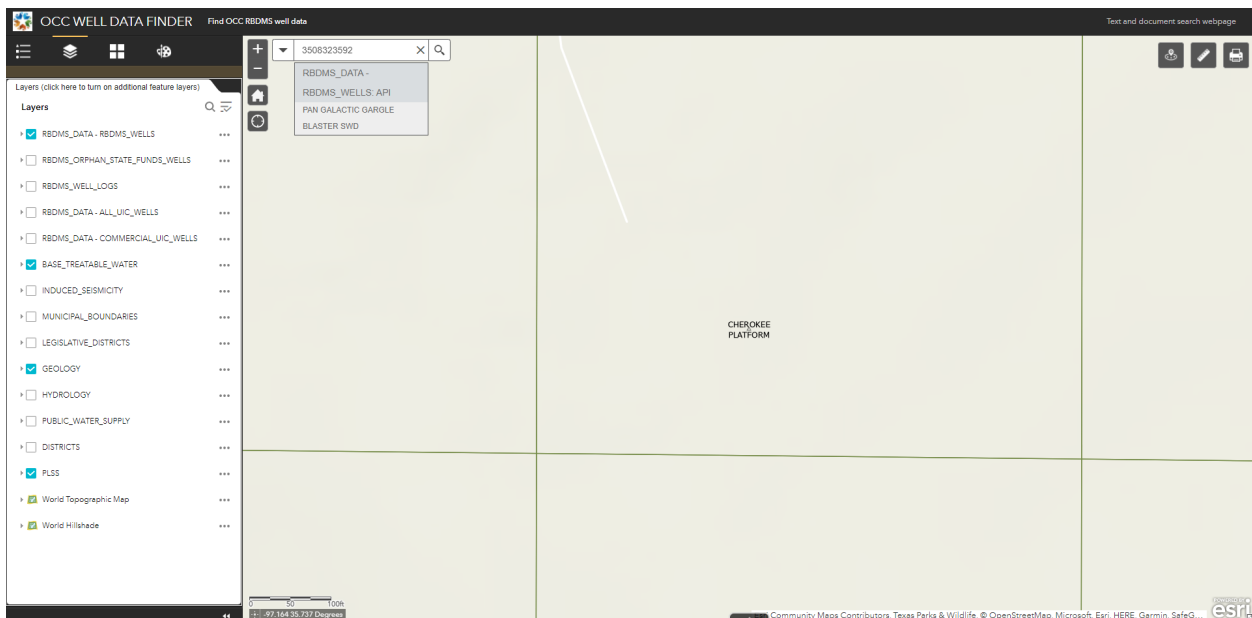 OCC WELL DATA FINDER Find OCC RBDMS well data Text and document search webpage
Layers (click here to turn on additional feature layers)
Layers
RBDMS_DATA - RBDMS_WELLS
RBDMS_ORPHAN_STATE_FUNDS_WELLS
RBDMS_WELL_LOGS
RBDMS_DATA - ALL_UIC_WELLS
RBDMS_DATA - COMMERCIAL_UIC_WELLS
BASE_TREATABLE_WATER
INDUCED_SEISMICITY
MUNICIPAL_BOUNDARIES
LEGISLATIVE_DISTRICTS
GEOLOGY
HYDROLOGY
PUBLIC_WATER_SUPPLY
DISTRICTS
PLSS
World Topographic Map
World Hillshade
3508323592
RBDMS_DATA -
RBDMS_WELLS: API
PAN GALACTIC GARGLE
BLASTER SWD
CHEROKEE
PLATFORM
0 50 100ft
-97.164 35.737 Degrees
Community Maps Contributors, Texas Parks & Wildlife, © OpenStreetMap, Microsoft, Esri, HERE, Garmin, SafeG...
esri